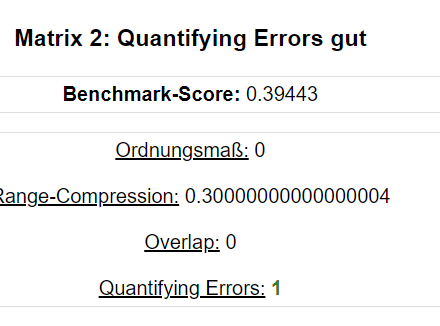 Matrix 2: Quantifying Errors gut
Benchmark-Score: 0.39443
Ordnungsmaß: 0
Range-Compression: 0.30000000000000004
Overlap: 0
Quantifying Errors: 1